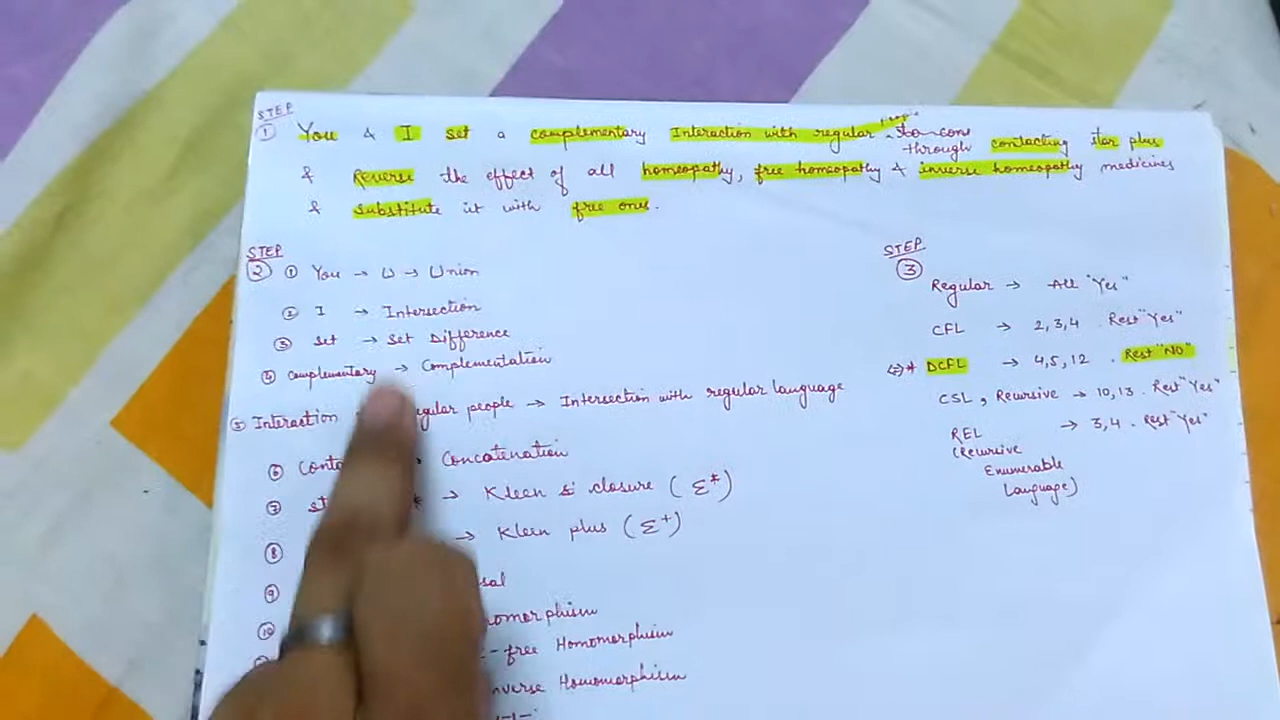 STEP
① You & I set a complementary Interaction with regular people
through contacting star plus
& Reverse the effect of all homeopathy, free homeopathy & inverse homeopathy medicines
& substitute it with free ones.
STEP
② ① You → U → Union
② I → Intersection
③ Set → Set Difference
④ Complementary → Complementation
⑤ Interaction regular people → Intersection with regular language
⑥ Conta → Concatenation
⑦ st * → Kleen closure (Σ*)
⑧ → Kleen plus (Σ+)
⑨ sal
⑩ homorphism
-free Homomorphism
nverse Homomorphism
STEP
③
Regular → All "Yes"
CFL → 2,3,4 . Rest "Yes"
* DCFL → 4,5,12 . Rest "NO"
CSL, Recursive → 10,13. Rest "Yes"
REL → 3,4. Rest "Yes"
(Recursive
Enumerable
Language)